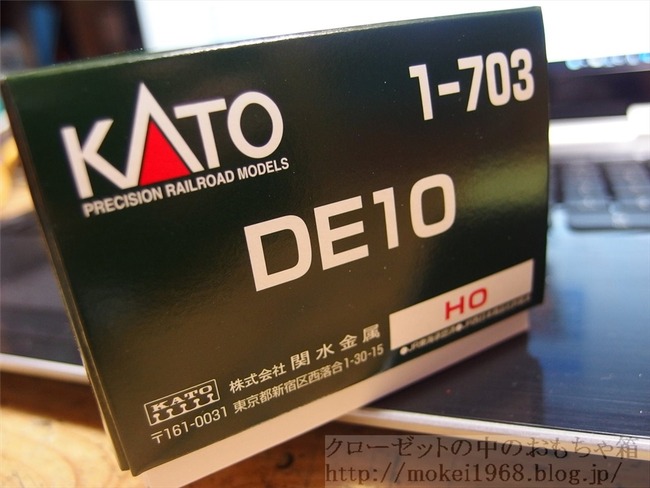 KATO
PRECISION RAILROAD MODELS
1-703
DE10
HO
KATO
株式会社 関水金属
〒161-0031 東京都新宿区西落合1-30-15
クローゼットの中のおもちゃ箱
http://mokei1968.blog.jp/